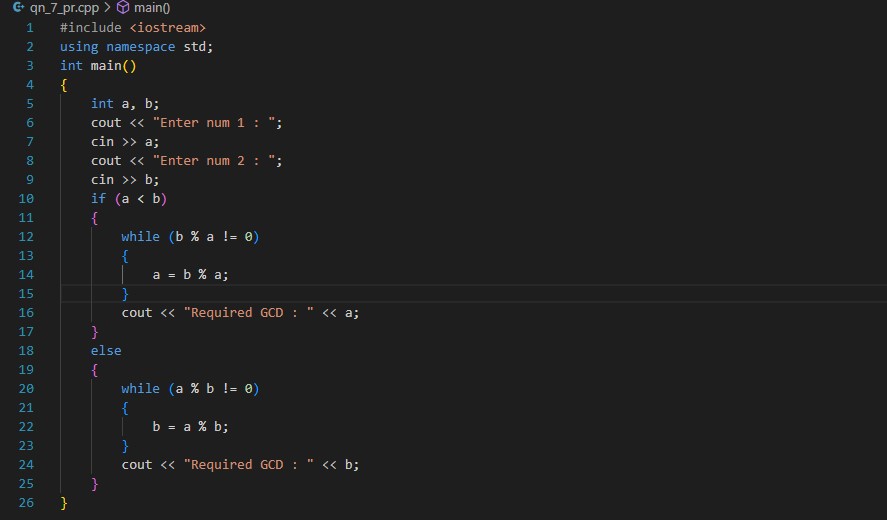 qn_7_pr.cpp > main()
1 #include <iostream>
2 using namespace std;
3 int main()
4 {
5     int a, b;
6     cout << "Enter num 1 : ";
7     cin >> a;
8     cout << "Enter num 2 : ";
9     cin >> b;
10     if (a < b)
11     {
12         while (b % a != 0)
13         {
14             a = b % a;
15         }
16         cout << "Required GCD : " << a;
17     }
18     else
19     {
20         while (a % b != 0)
21         {
22             b = a % b;
23         }
24         cout << "Required GCD : " << b;
25     }
26 }